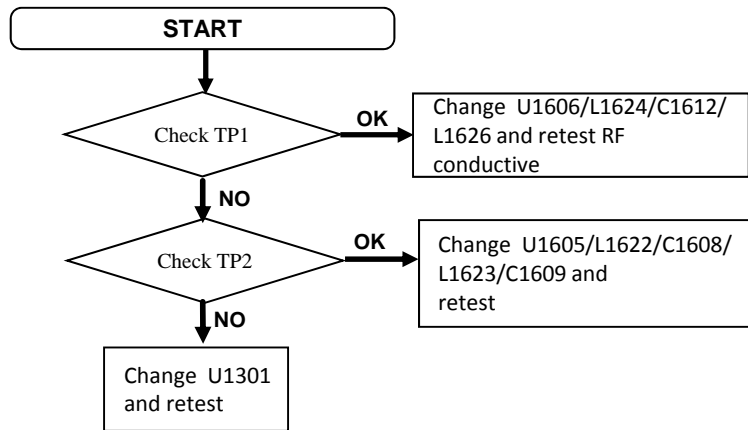 START
Check TP1
OK
Change U1606/L1624/C1612/
L1626 and retest RF
conductive
NO
Check TP2
OK
Change U1605/L1622/C1608/
L1623/C1609 and
retest
NO
Change U1301
and retest